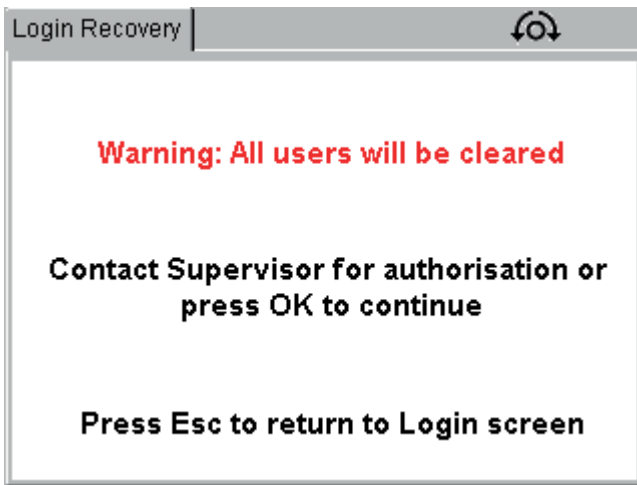 Login Recovery
Warning: All users will be cleared
Contact Supervisor for authorisation or
press OK to continue
Press Esc to return to Login screen